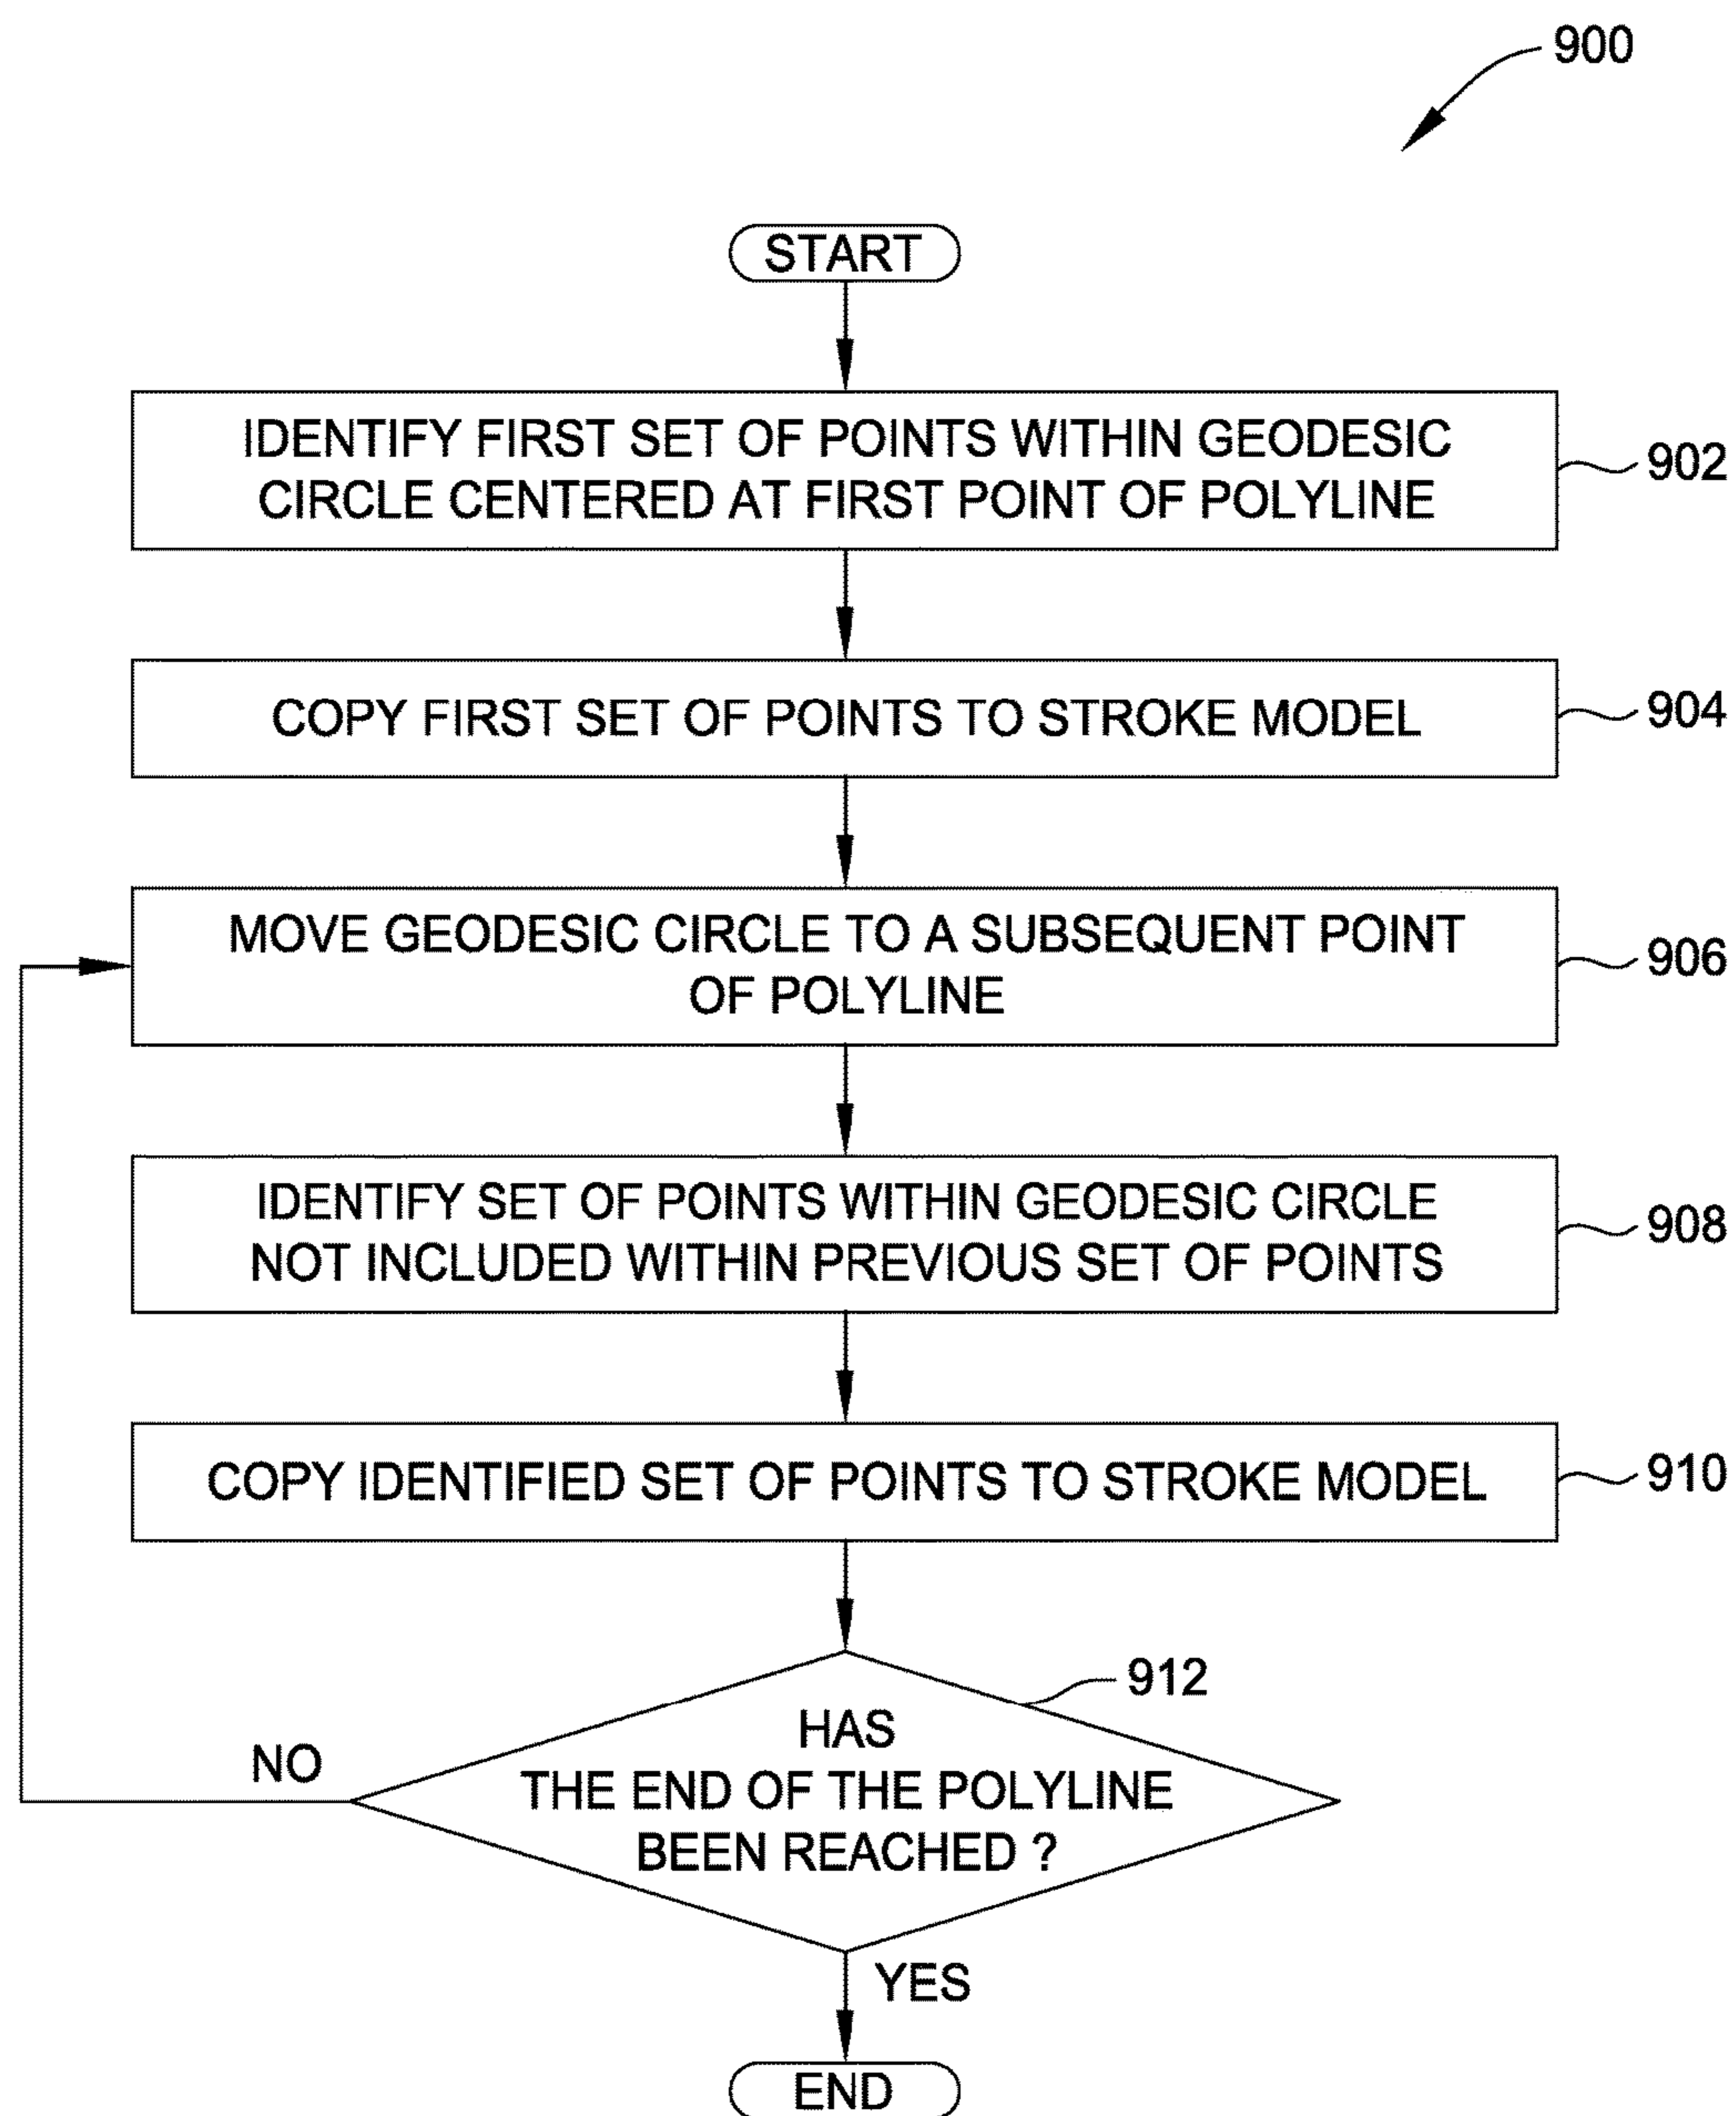 900
START
IDENTIFY FIRST SET OF POINTS WITHIN GEODESIC
CIRCLE CENTERED AT FIRST POINT OF POLYLINE
902
COPY FIRST SET OF POINTS TO STROKE MODEL
904
MOVE GEODESIC CIRCLE TO A SUBSEQUENT POINT
OF POLYLINE
906
IDENTIFY SET OF POINTS WITHIN GEODESIC CIRCLE
NOT INCLUDED WITHIN PREVIOUS SET OF POINTS
908
COPY IDENTIFIED SET OF POINTS TO STROKE MODEL
910
912
HAS
THE END OF THE POLYLINE
BEEN REACHED ?
NO
YES
END